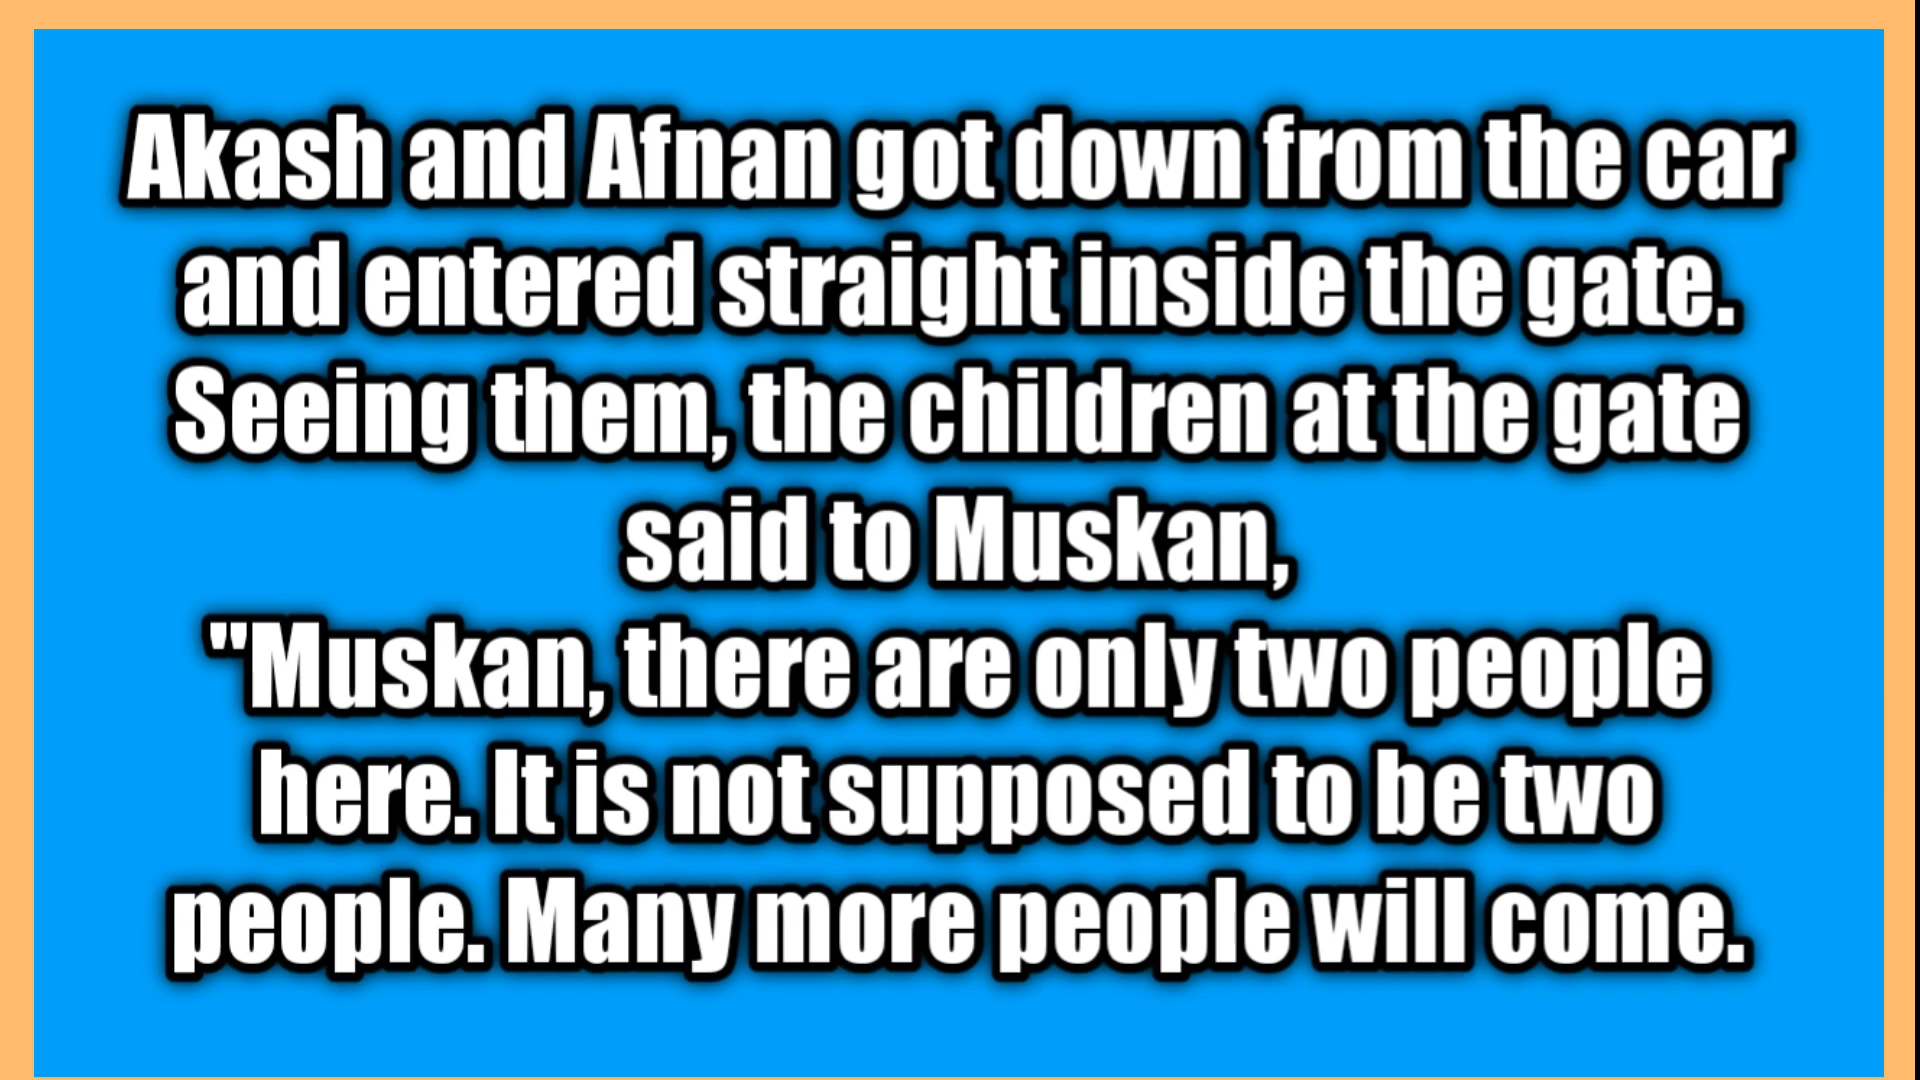 Akash and Afnan got down from the car
and entered straight inside the gate.
Seeing them, the children at the gate
said to Muskan,
"Muskan, there are only two people
here. It is not supposed to be two
people. Many more people will come.